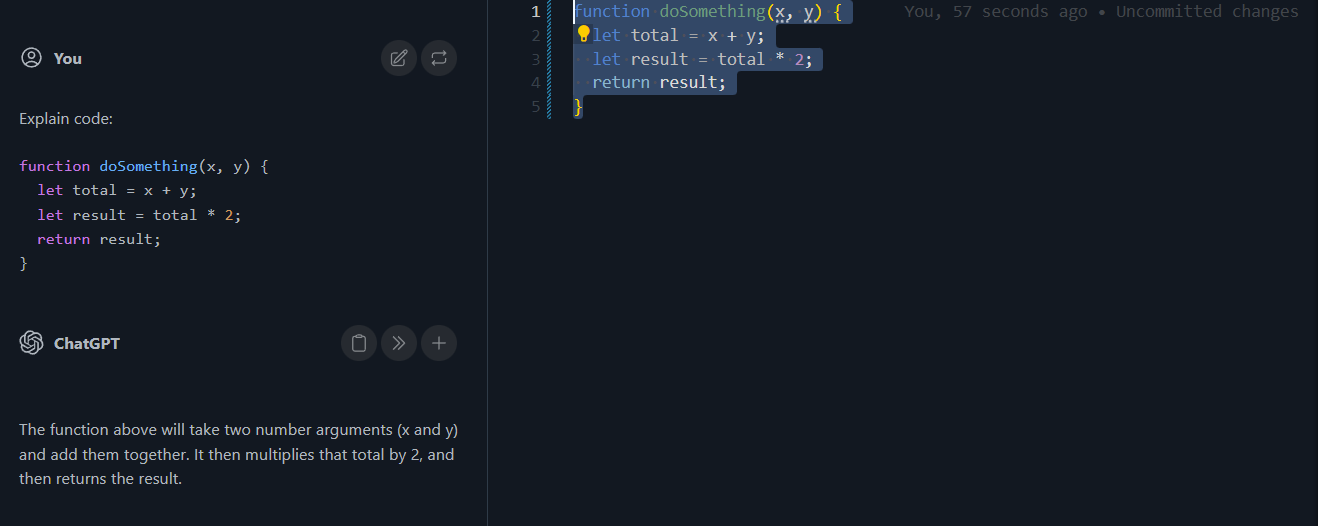 You
Explain code:
function doSomething(x, y) {
  let total = x + y;
  let result = total * 2;
  return result;
}
ChatGPT
The function above will take two number arguments (x and y)
and add them together. It then multiplies that total by 2, and
then returns the result.
1 function doSomething(x, y) { You, 57 seconds ago • Uncommitted changes
2   let total = x + y;
3   let result = total * 2;
4   return result;
5 }